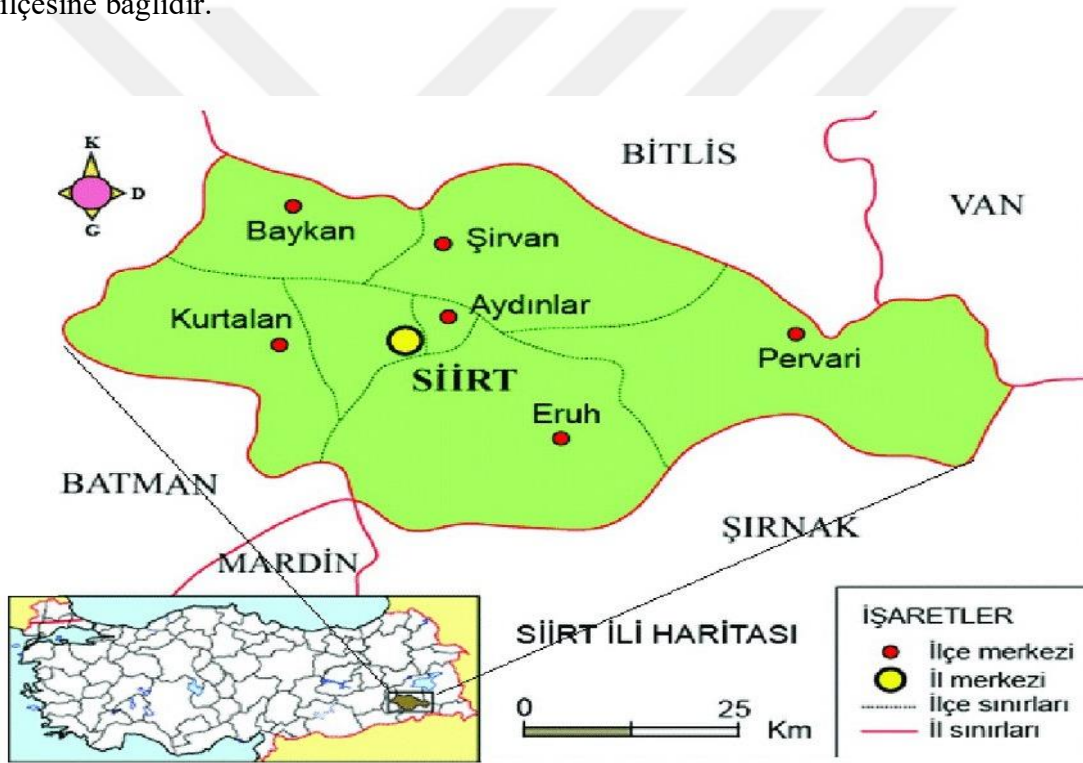 ilçesine bağlıdır.
K
D
G
BİTLİS
VAN
Baykan
Şirvan
Aydınlar
Kurtalan
Pervari
SİİRT
Eruh
BATMAN
ŞIRNAK
MARDİN
SİİRT İLİ HARİTASI
0 25
Km
İŞARETLER
İlçe merkezi
İl merkezi
İlçe sınırları
İl sınırları